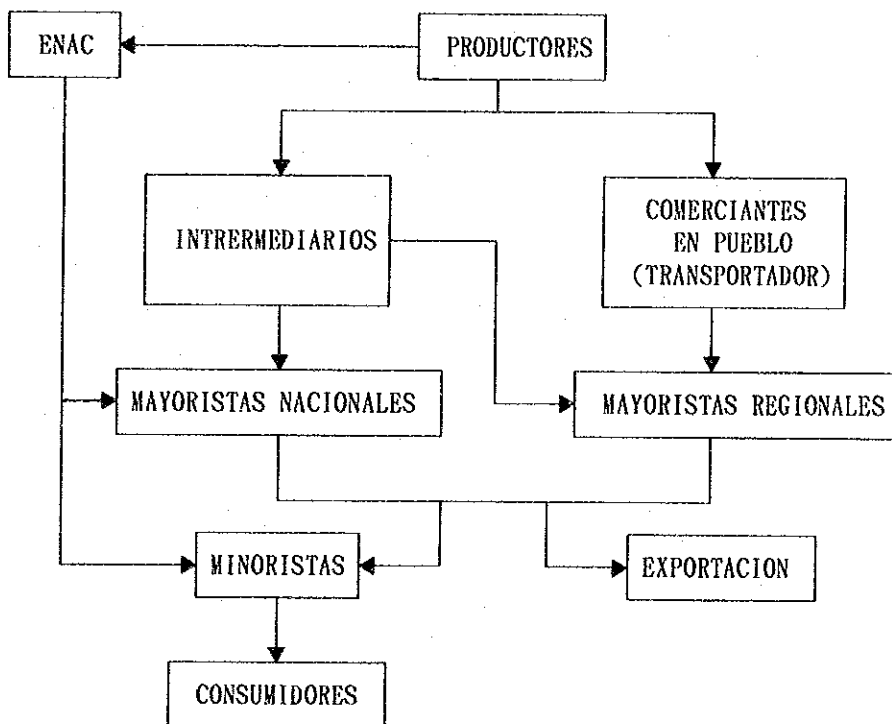 ENAC
PRODUCTORES
INTRERMEDIARIOS
COMERCIANTES
EN PUEBLO
(TRANSPORTADOR)
MAYORISTAS NACIONALES
MAYORISTAS REGIONALES
MINORISTAS
EXPORTACION
CONSUMIDORES